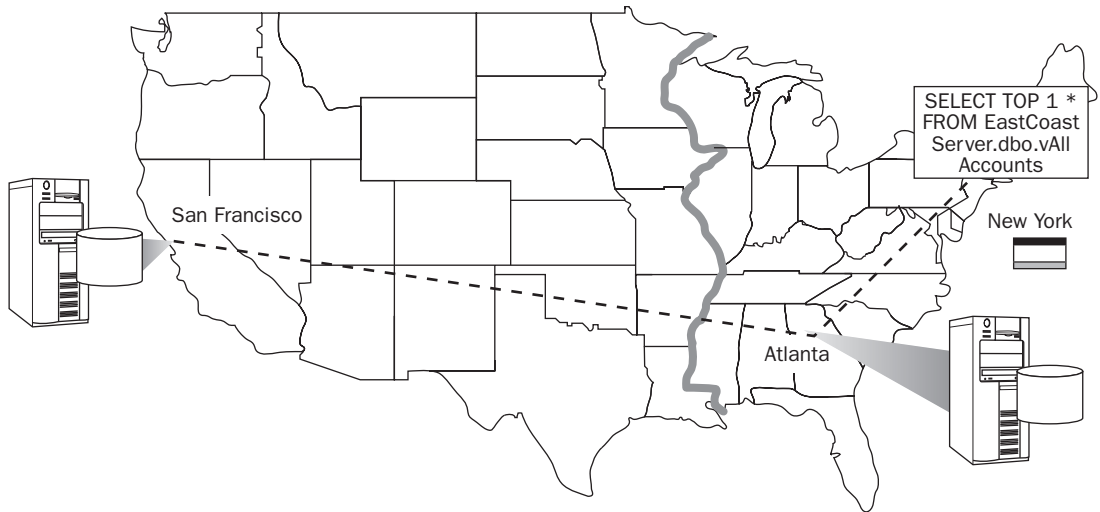 SELECT TOP 1 *
FROM EastCoast
Server.dbo.vAll
Accounts
San Francisco
New York
Atlanta